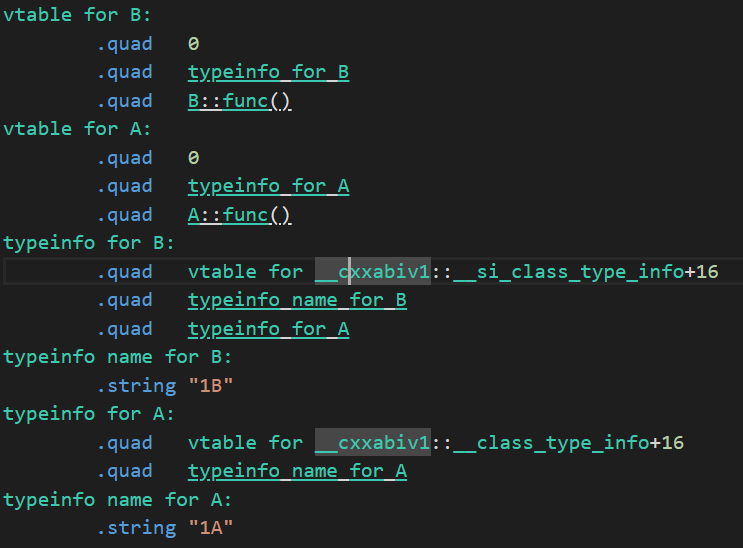 vtable for B:
        .quad   0
        .quad   typeinfo for B
        .quad   B::func()
vtable for A:
        .quad   0
        .quad   typeinfo for A
        .quad   A::func()
typeinfo for B:
        .quad   vtable for __cxxabiv1::__si_class_type_info+16
        .quad   typeinfo name for B
        .quad   typeinfo for A
typeinfo name for B:
        .string "1B"
typeinfo for A:
        .quad   vtable for __cxxabiv1::__class_type_info+16
        .quad   typeinfo name for A
typeinfo name for A:
        .string "1A"